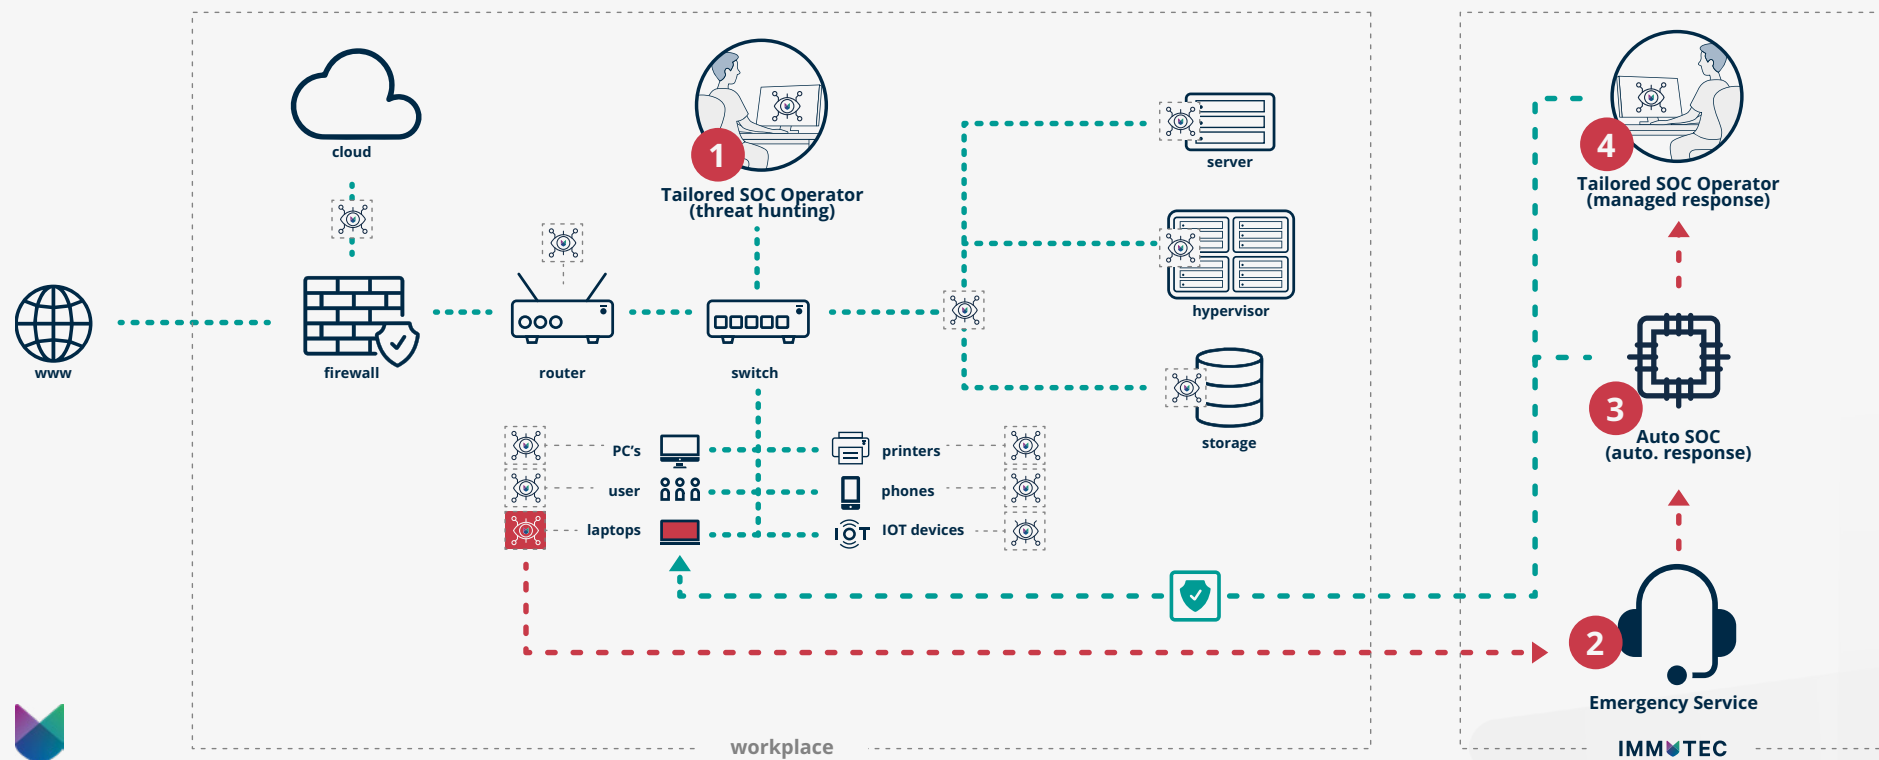 cloud
1
Tailored SOC Operator
(threat hunting)
server
4
Tailored SOC Operator
(managed response)
www
firewall
router
switch
hypervisor
storage
3
Auto SOC
(auto. response)
PC's
printers
user
phones
laptops
IOT
IOT devices
2
Emergency Service
workplace
IMMUTEC